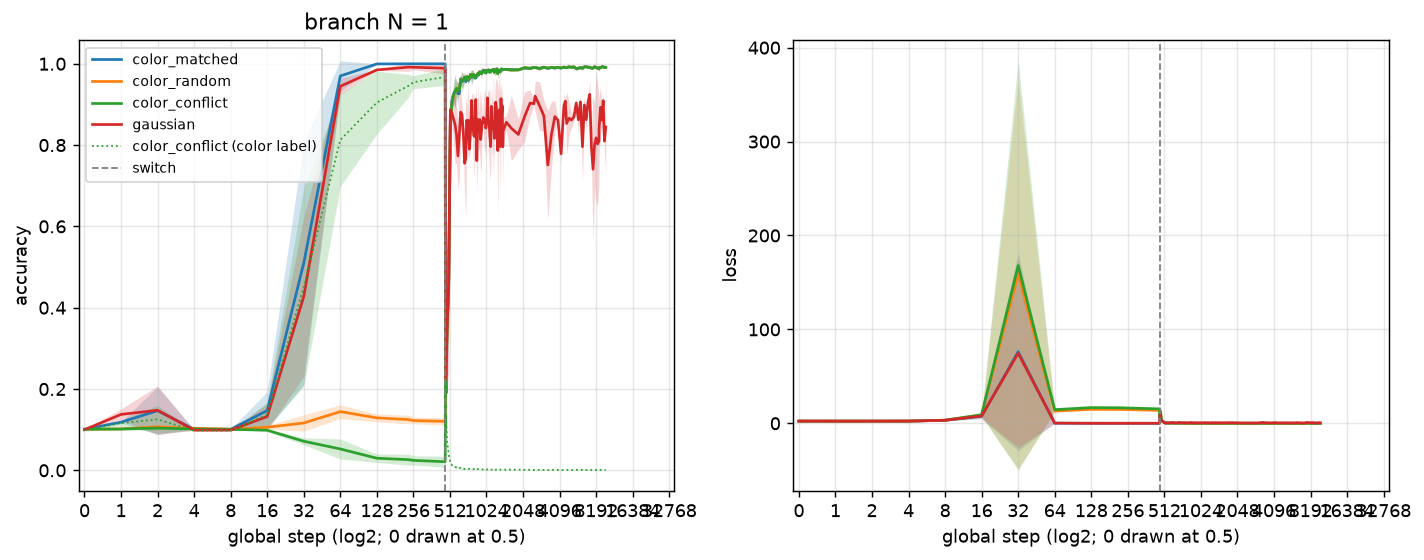 branch N = 1
accuracy
1.0
0.8
0.6
0.4
0.2
0.0
color_matched
color_random
color_conflict
gaussian
color_conflict (color label)
switch
0 1 2 4 8 16 32 64 128 256 512 1024 2048 4096 8192 16384 32768
global step (log2; 0 drawn at 0.5)
loss
400
300
200
100
0
0 1 2 4 8 16 32 64 128 256 512 1024 2048 4096 8192 16384 32768
global step (log2; 0 drawn at 0.5)